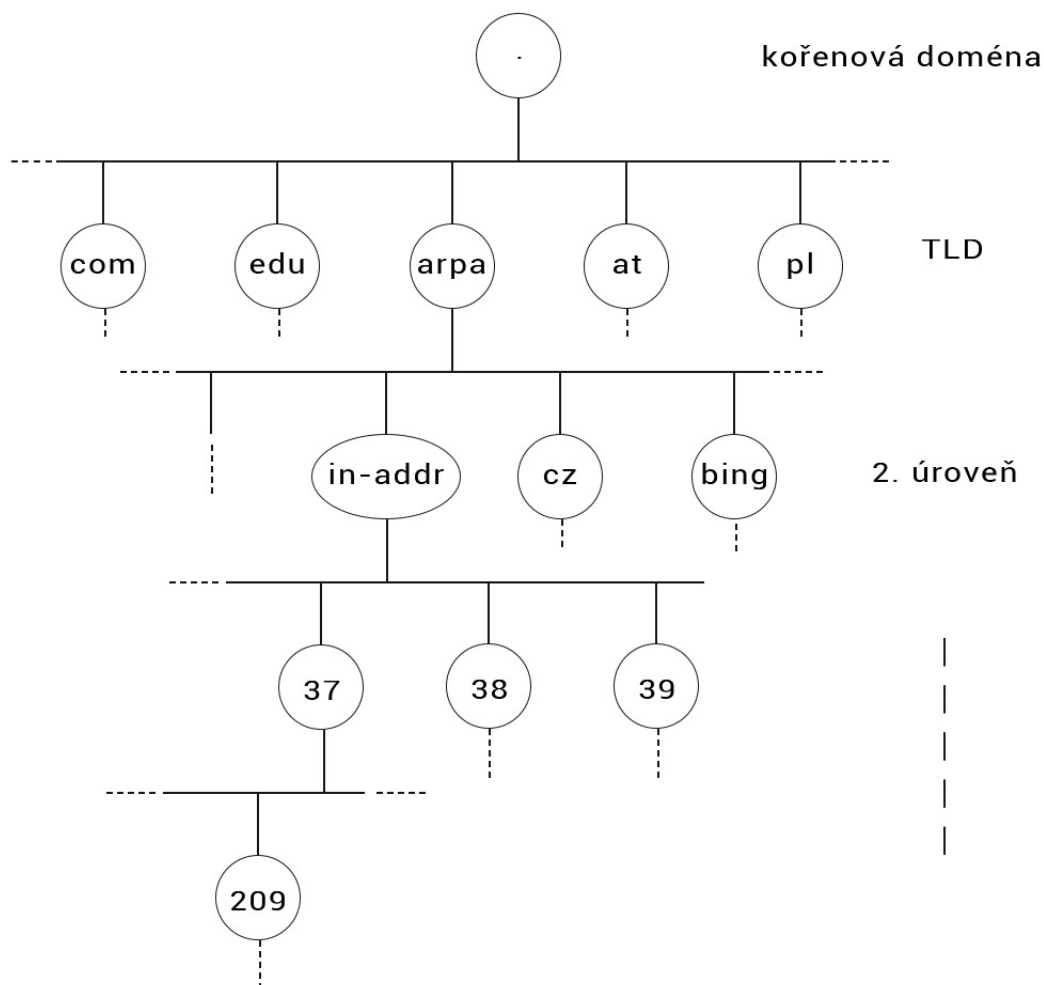 .
kořenová doména
com edu arpa at pl
TLD
in-addr cz bing
2. úroveň
37 38 39
209